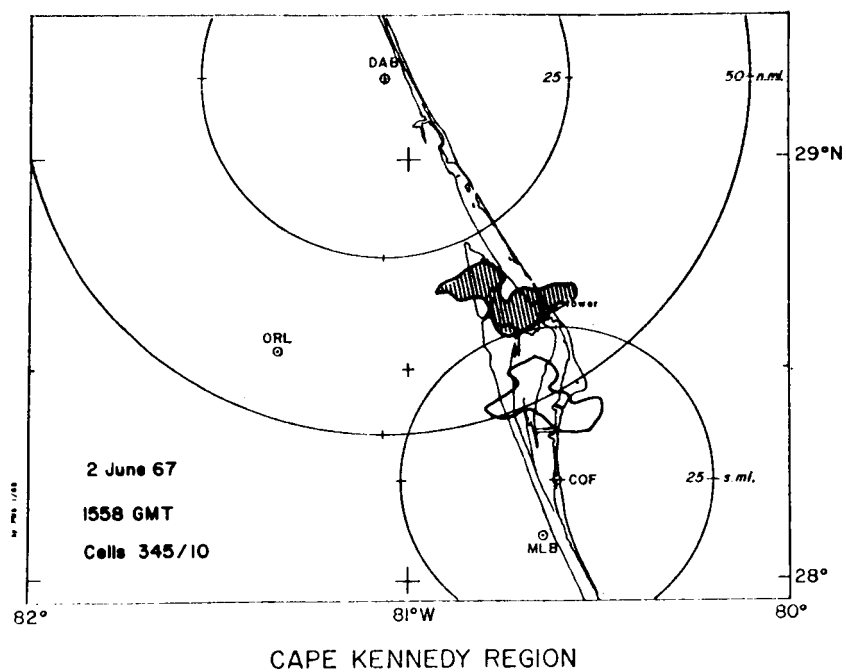 DAB
25
50 n.mi.
29°N
Tower
ORL
2 June 67
1558 GMT
Cells 345/10
COF
25 s.mi.
MLB
28°
82°
81°W
80°
CAPE KENNEDY REGION